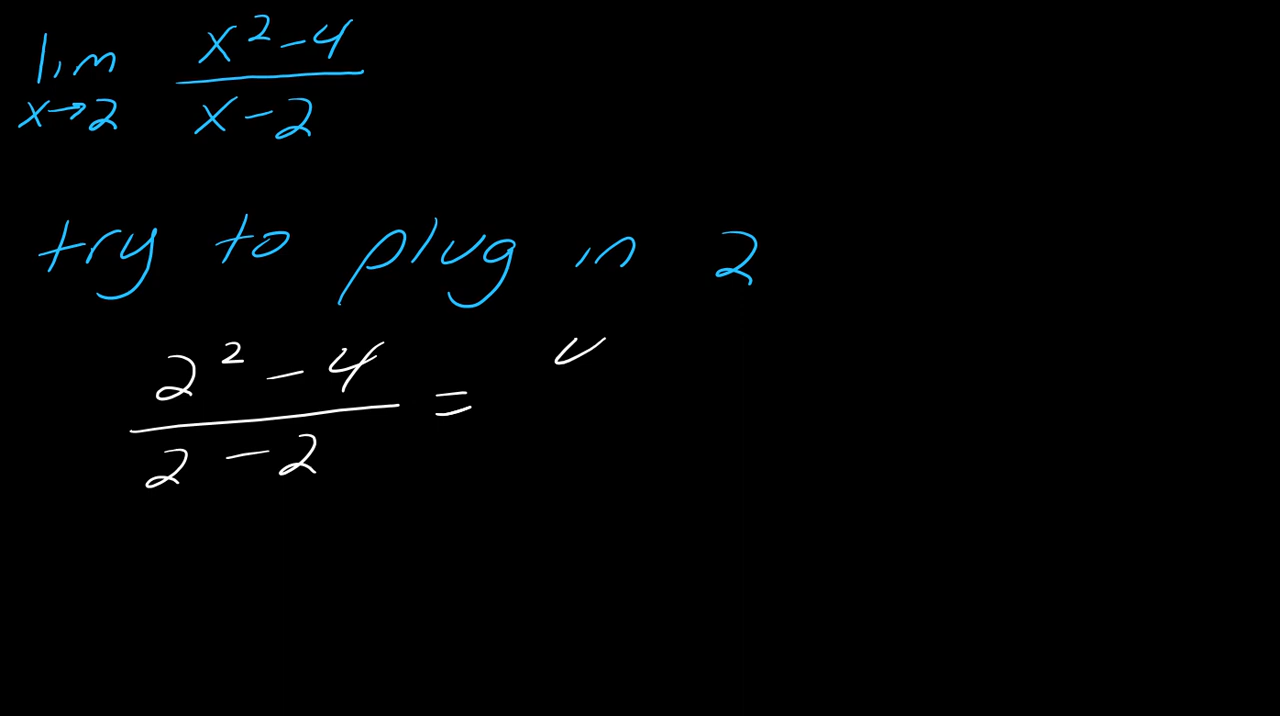 lim x→2 (x² - 4)/(x - 2)
try to plug in 2
(2² - 4)/(2 - 2) =